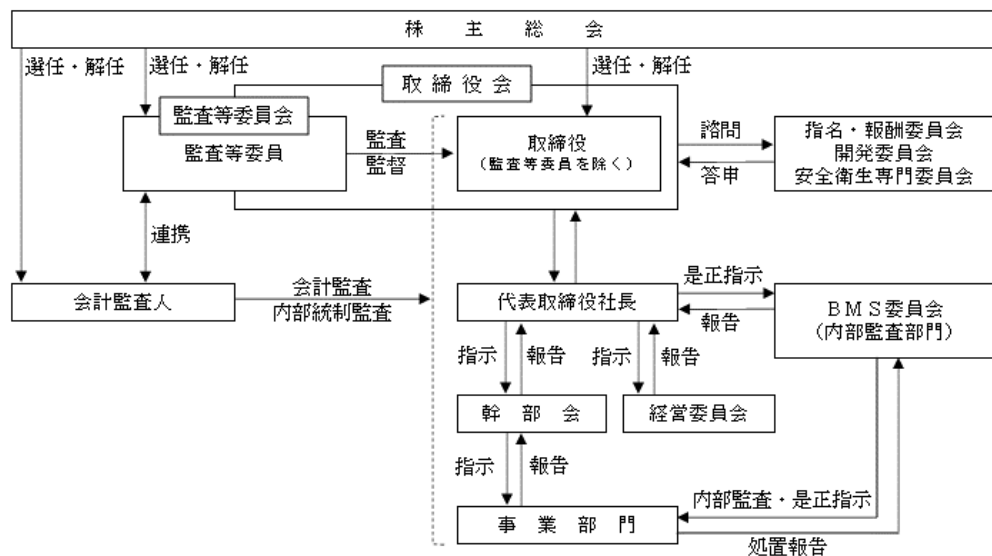 株主総会
選任・解任
選任・解任
選任・解任
取締役会
監査等委員会
監査等委員
監査
監督
取締役
(監査等委員を除く)
諮問
答申
指名・報酬委員会
開発委員会
安全衛生専門委員会
連携
会計監査人
会計監査
内部統制監査
代表取締役社長
是正指示
報告
BMS委員会
(内部監査部門)
指示
報告
指示
報告
幹部会
経営委員会
指示
報告
内部監査・是正指示
事業部門
処置報告